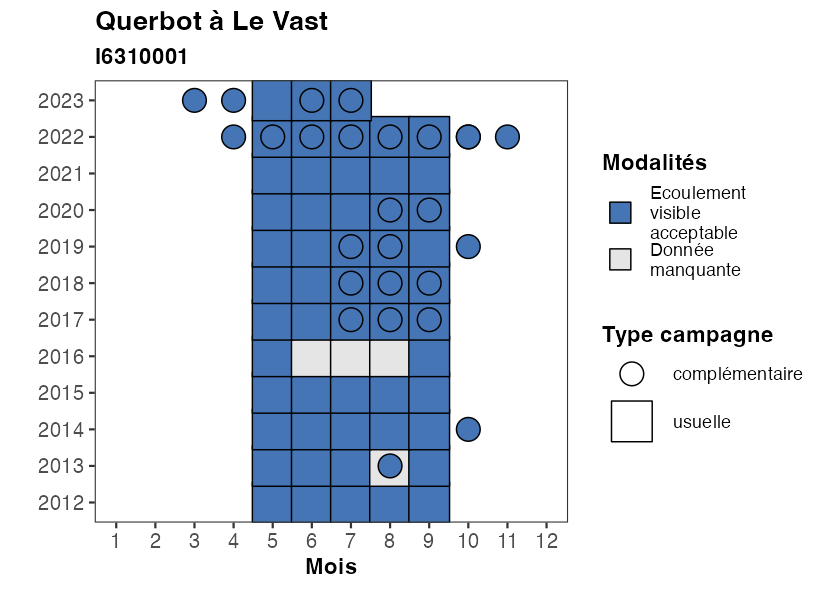 Querbot à Le Vast
I6310001
2023
2022
2021
2020
2019
2018
2017
2016
2015
2014
2013
2012
1 2 3 4 5 6 7 8 9 10 11 12
Mois
Modalités
Ecoulement
visible
acceptable
Donnée
manquante
Type campagne
complémentaire
usuelle